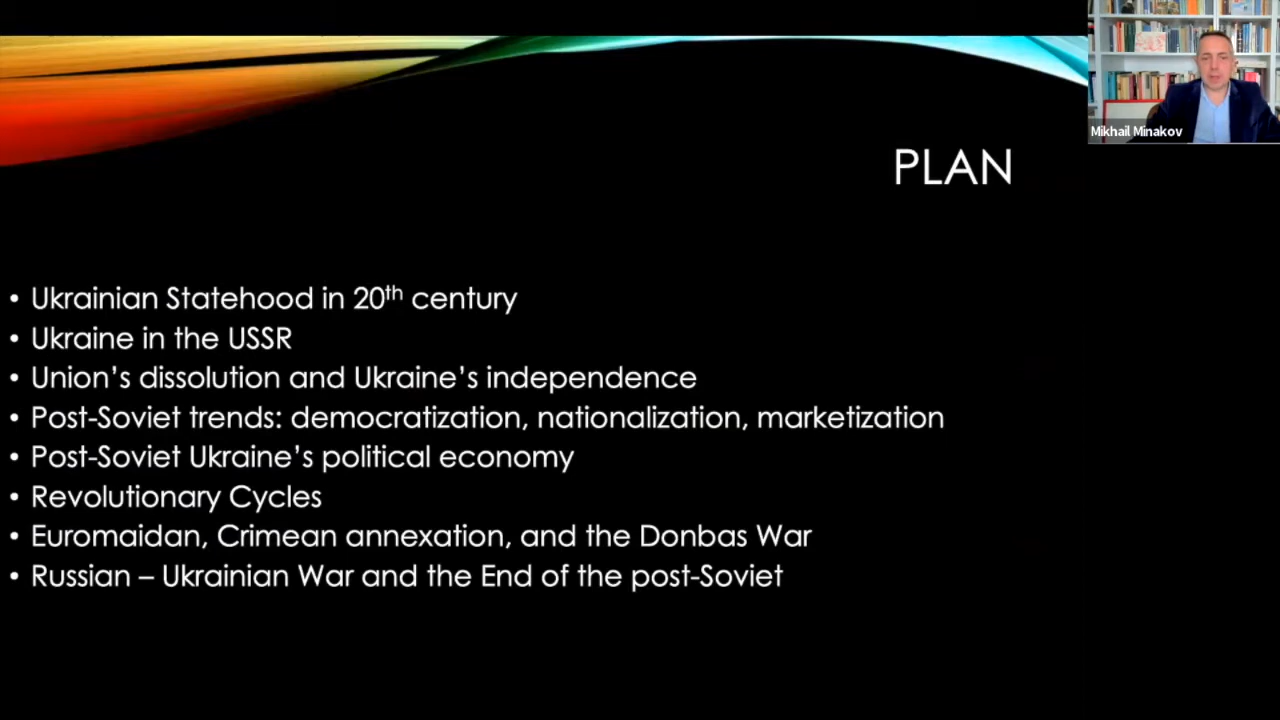 Mikhail Minakov
PLAN
• Ukrainian Statehood in 20th century
• Ukraine in the USSR
• Union's dissolution and Ukraine's independence
• Post-Soviet trends: democratization, nationalization, marketization
• Post-Soviet Ukraine's political economy
• Revolutionary Cycles
• Euromaidan, Crimean annexation, and the Donbas War
• Russian – Ukrainian War and the End of the post-Soviet